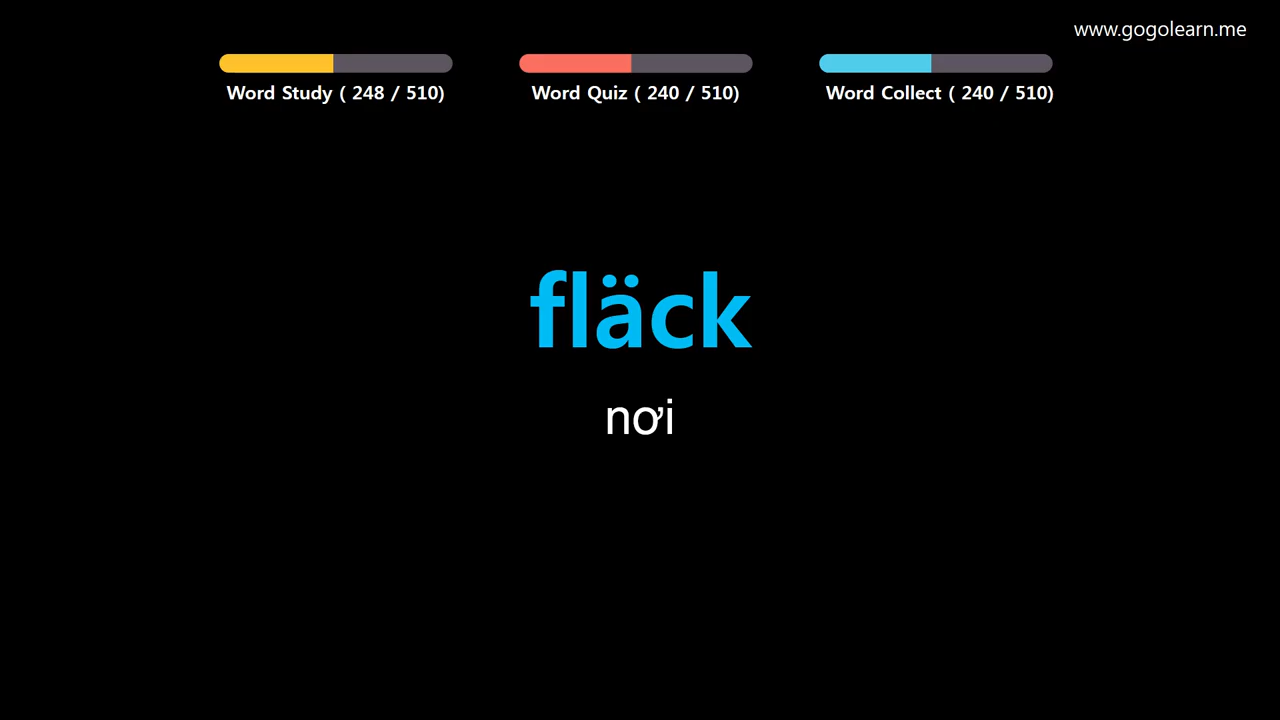 www.gogolearn.me
Word Study ( 248 / 510)
Word Quiz ( 240 / 510)
Word Collect ( 240 / 510)
fläck
nơi